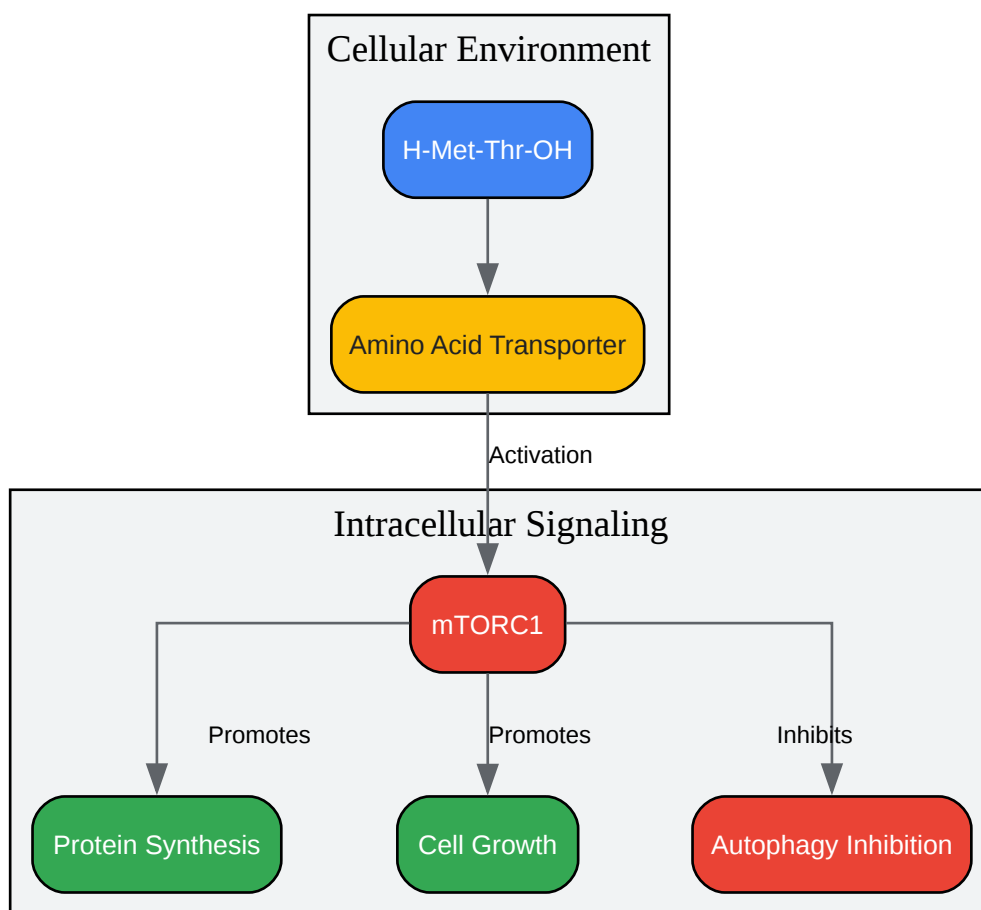 Cellular Environment
H-Met-Thr-OH
Amino Acid Transporter
Activation
Intracellular Signaling
mTORC1
Promotes
Promotes
Inhibits
Protein Synthesis
Cell Growth
Autophagy Inhibition